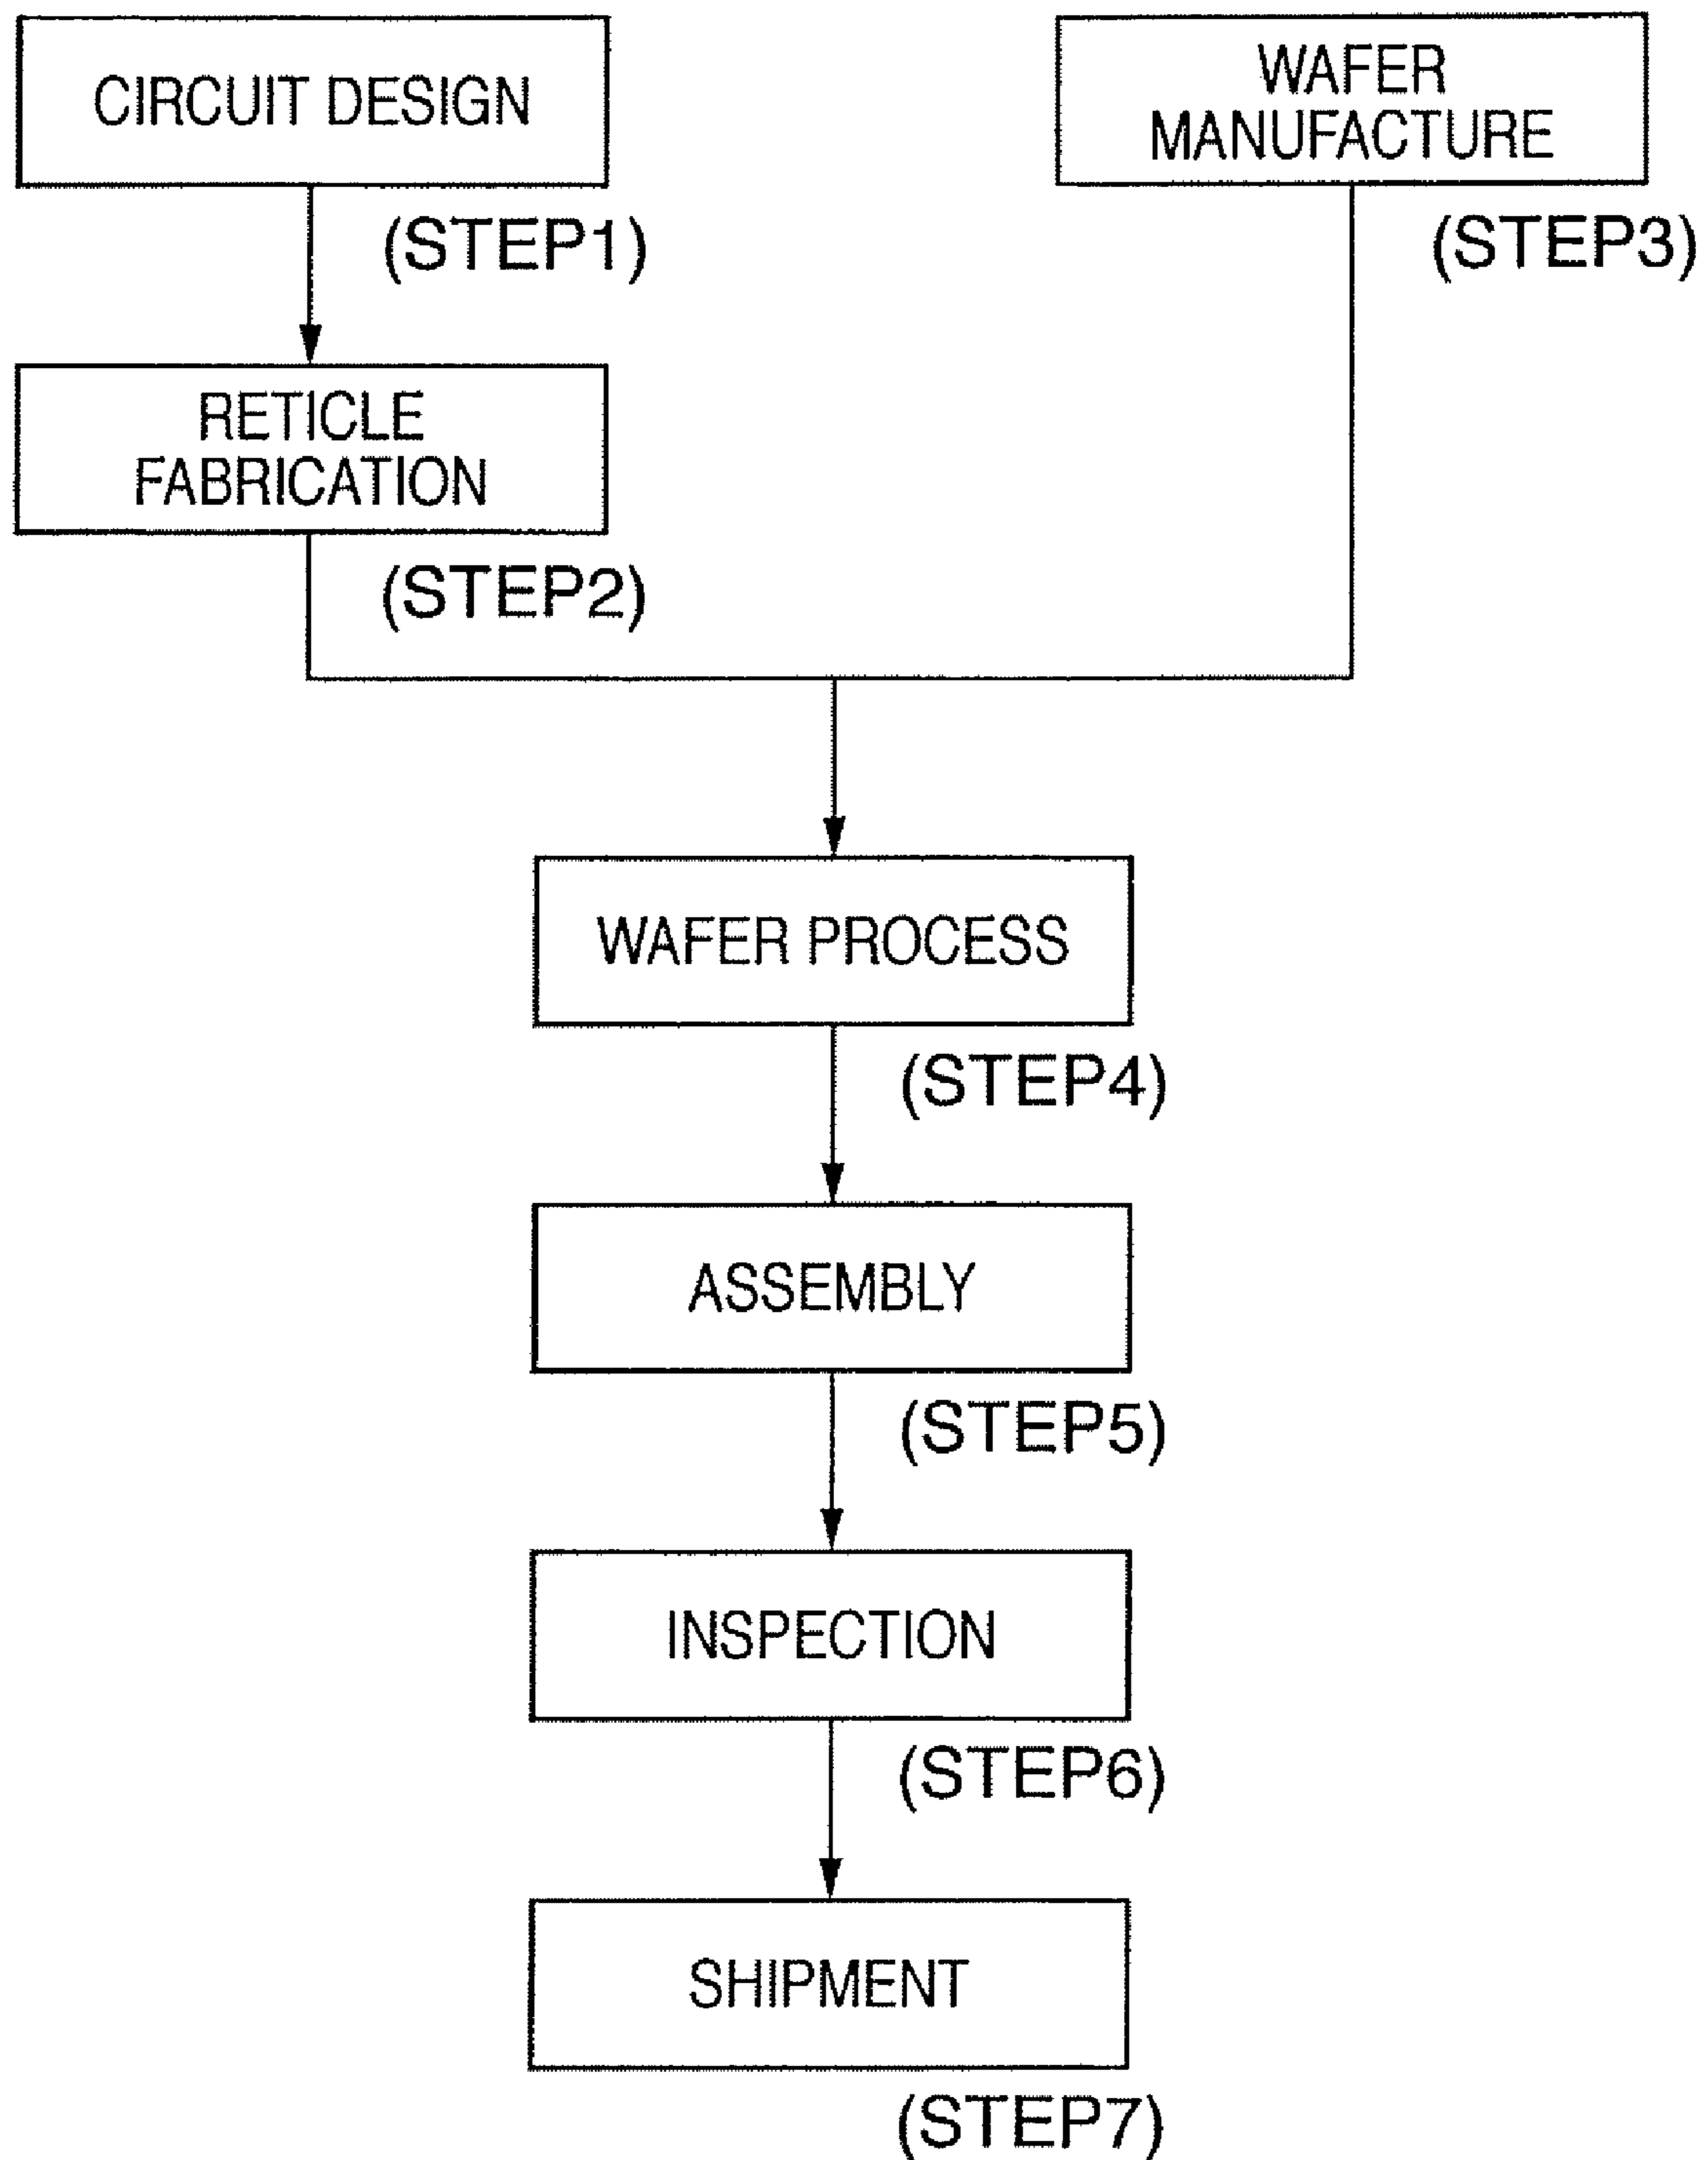 CIRCUIT DESIGN
(STEP1)
WAFER
MANUFACTURE
(STEP3)
RETICLE
FABRICATION
(STEP2)
WAFER PROCESS
(STEP4)
ASSEMBLY
(STEP5)
INSPECTION
(STEP6)
SHIPMENT
(STEP7)